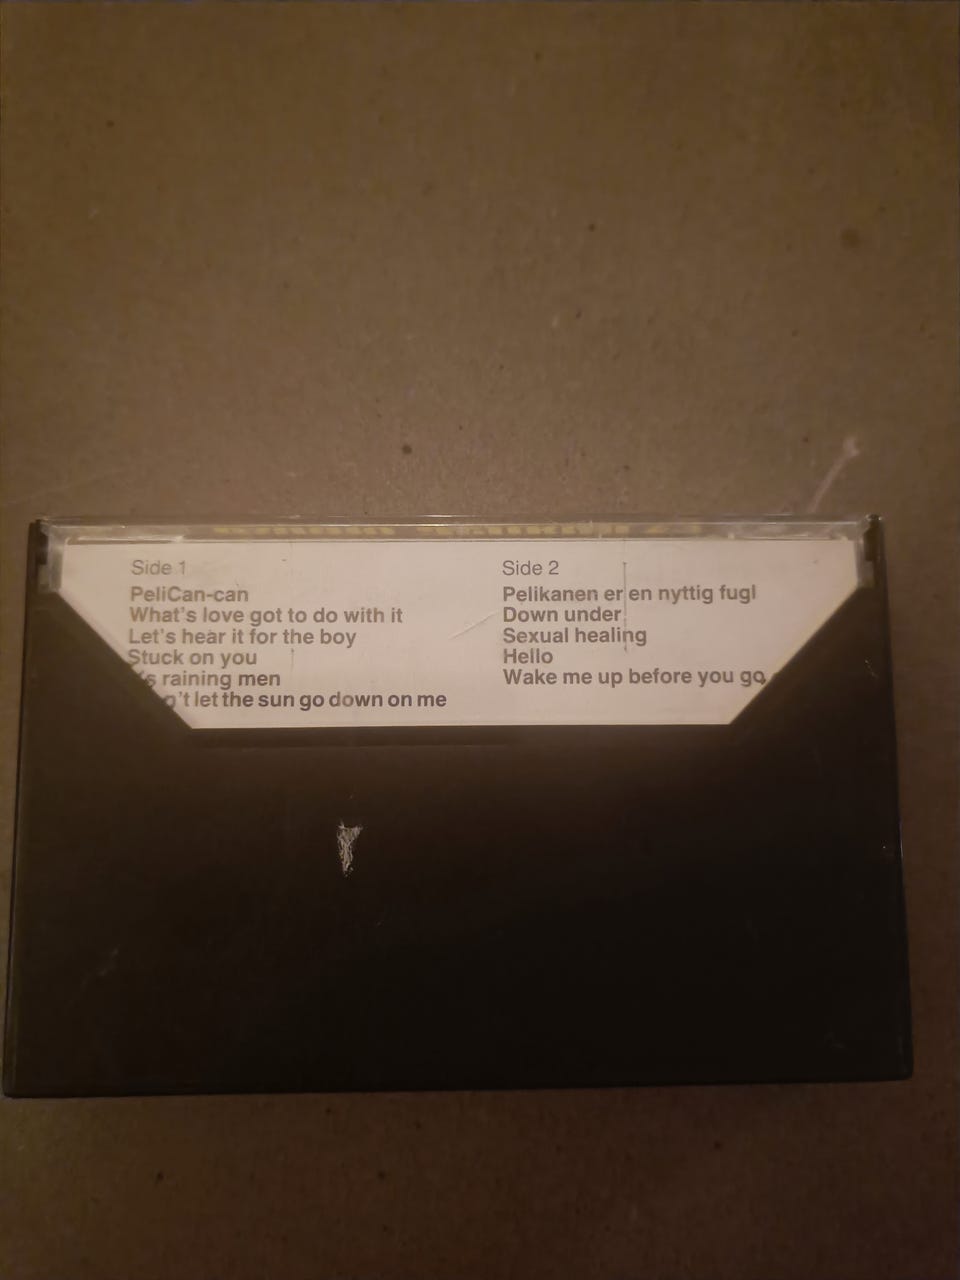 Side 1
PeliCan-can
What's love got to do with it
Let's hear it for the boy
Stuck on you
raining men
let the sun go down on me
Side 2
Pelikanen er en nyttig fugl
Down under
Sexual healing
Hello
Wake me up before you go